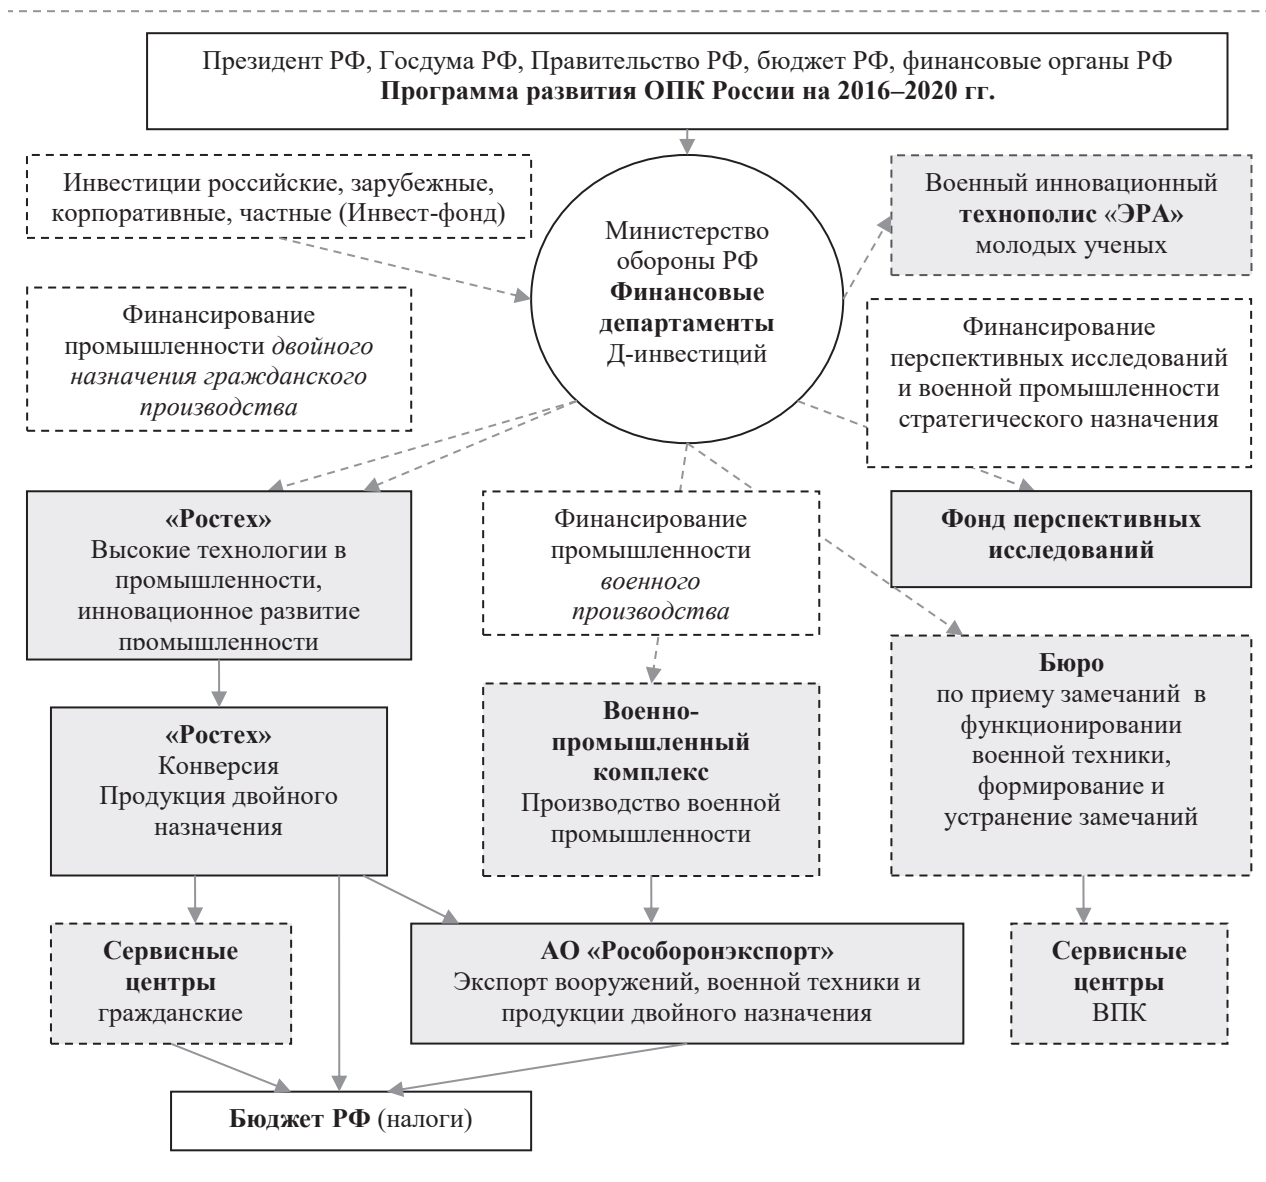 Президент РФ, Госдума РФ, Правительство РФ, бюджет РФ, финансовые органы РФ
Программа развития ОПК России на 2016–2020 гг.
Инвестиции российские, зарубежные,
корпоративные, частные (Инвест-фонд)
Министерство
обороны РФ
Финансовые
департаменты
Д-инвестиций
Военный инновационный
технополис «ЭРА»
молодых ученых
Финансирование
промышленности двойного
назначения гражданского
производства
Финансирование
перспективных исследований
и военной промышленности
стратегического назначения
«Ростех»
Высокие технологии в
промышленности,
инновационное развитие
промышленности
Финансирование
промышленности
военного
производства
Фонд перспективных
исследований
«Ростех»
Конверсия
Продукция двойного
назначения
Военно-
промышленный
комплекс
Производство военной
промышленности
Бюро
по приему замечаний в
функционировании
военной техники,
формирование и
устранение замечаний
Сервисные
центры
гражданские
АО «Рособоронэкспорт»
Экспорт вооружений, военной техники и
продукции двойного назначения
Сервисные
центры
ВПК
Бюджет РФ (налоги)